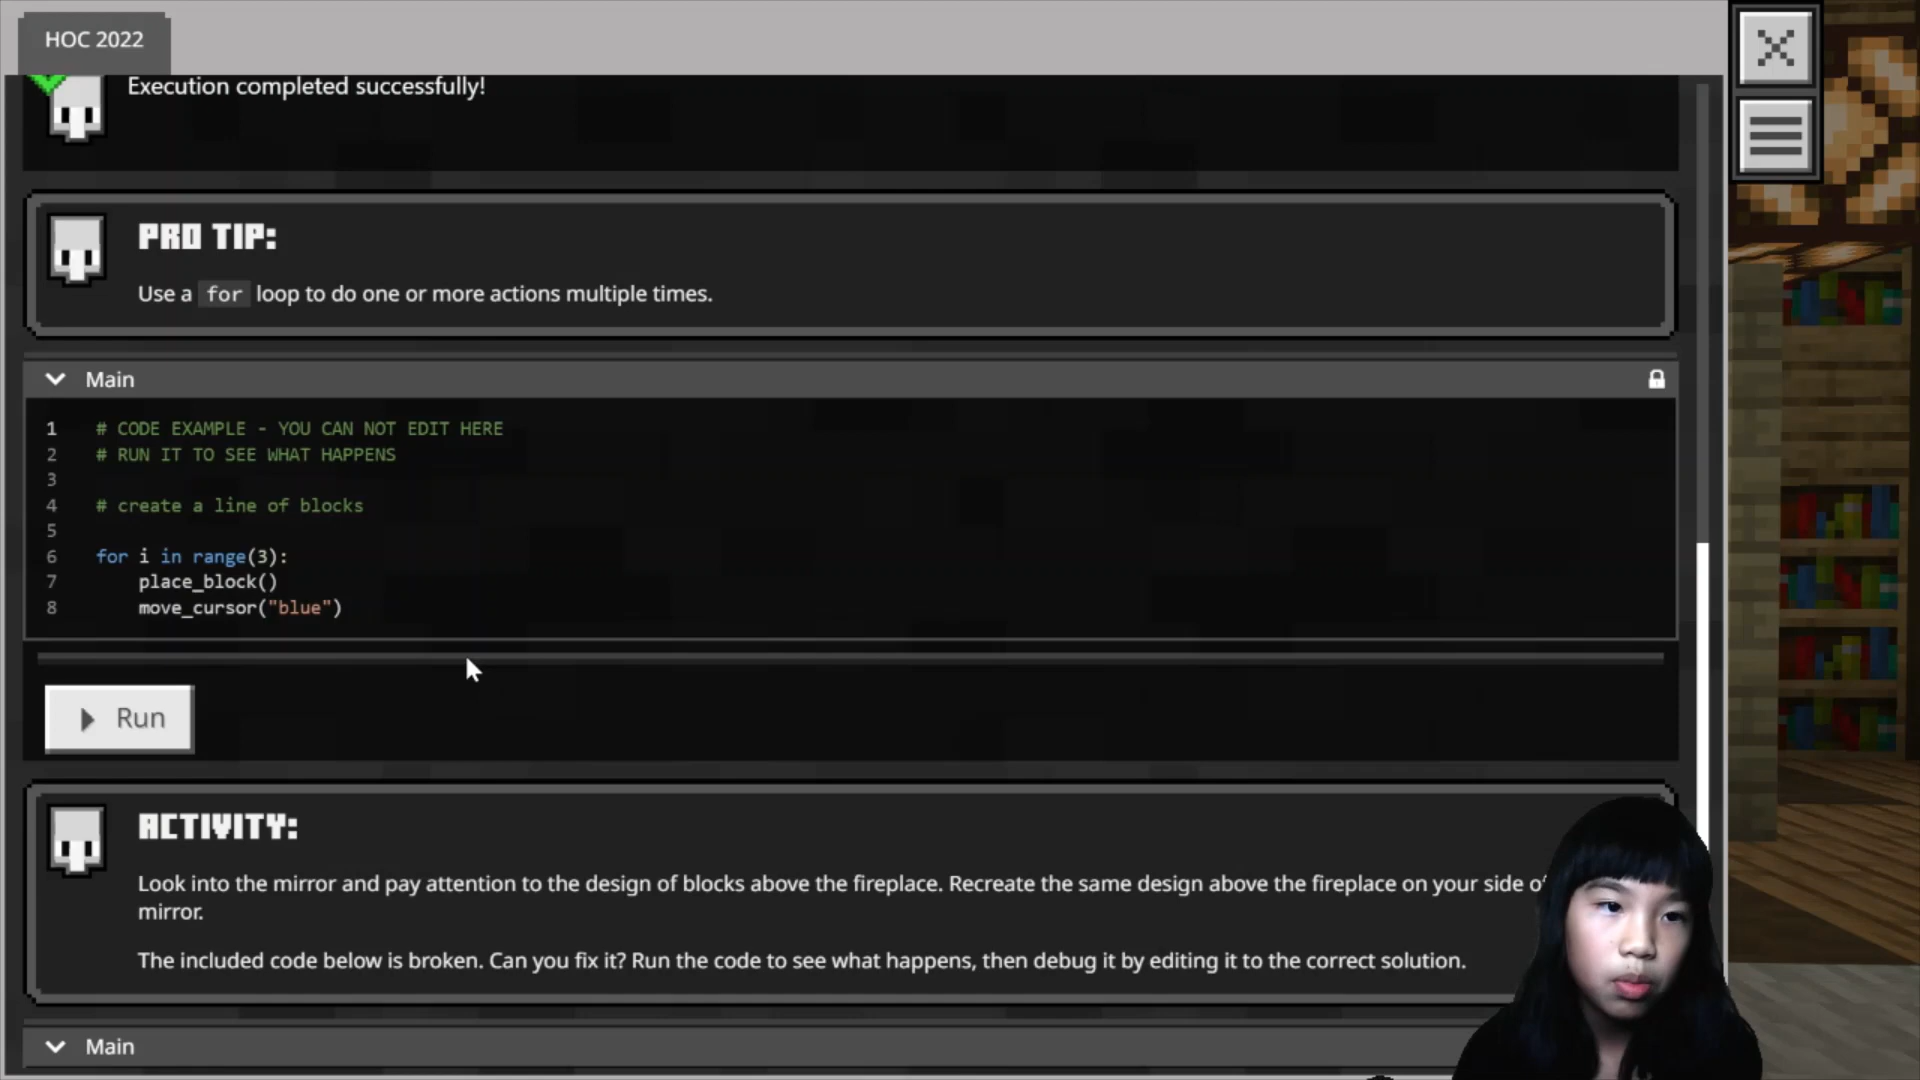 HOC 2022
Execution completed successfully!
PRO TIP:
Use a for loop to do one or more actions multiple times.
Main
1 # CODE EXAMPLE - YOU CAN NOT EDIT HERE
2 # RUN IT TO SEE WHAT HAPPENS
3
4 # create a line of blocks
5
6 for i in range(3):
7 place_block()
8 move_cursor("blue")
Run
ACTIVITY:
Look into the mirror and pay attention to the design of blocks above the fireplace. Recreate the same design above the fireplace on your side
mirror.
The included code below is broken. Can you fix it? Run the code to see what happens, then debug it by editing it to the correct solution.
Main